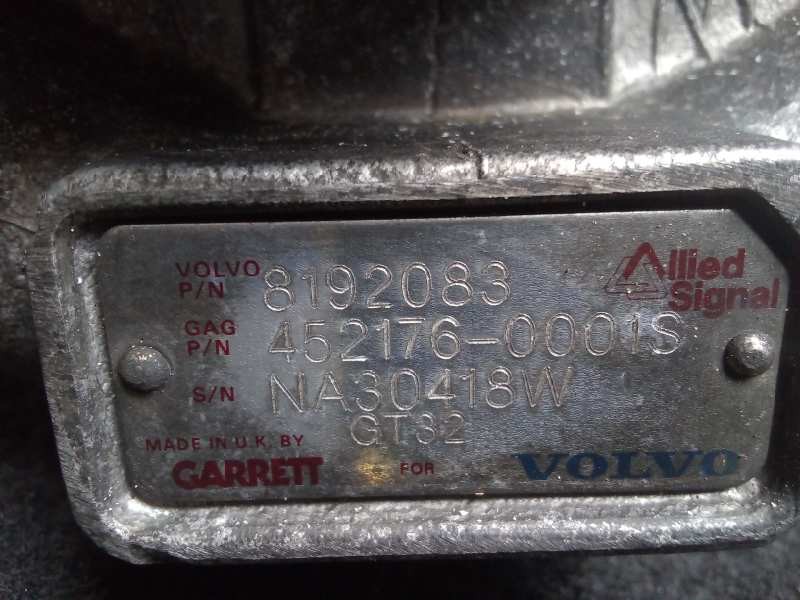 VOLVO P/N 8192083
Allied Signal
GAG P/N 452176-0001S
S/N NA30418W
GT32
MADE IN U.K. BY
GARRETT FOR VOLVO